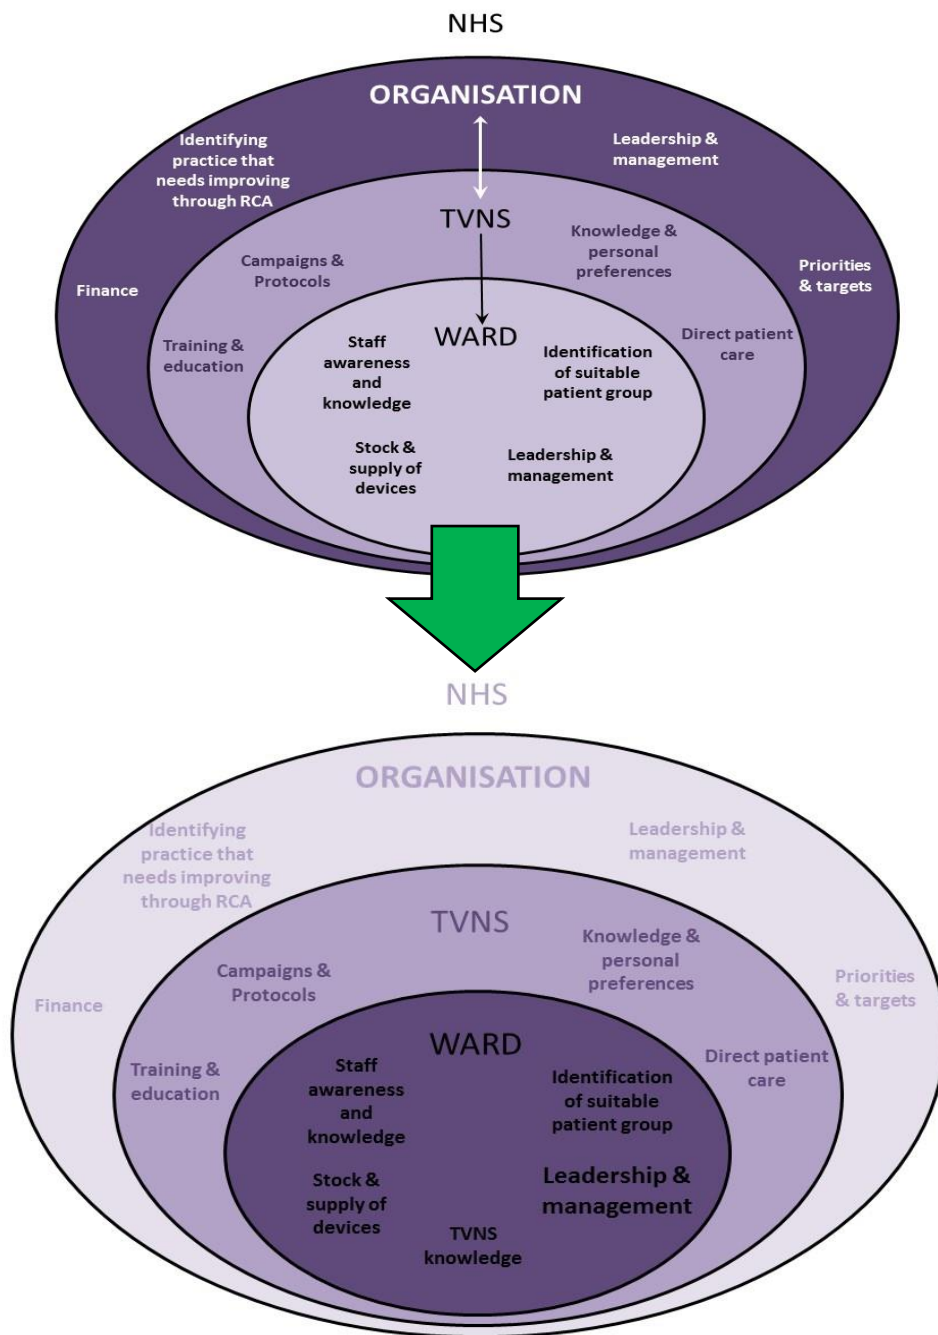 NHS
ORGANISATION
Identifying
practice that
needs improving
through RCA
Leadership &
management
TVNS
Knowledge &
personal
preferences
Campaigns &
Protocols
Finance
Priorities
& targets
Training &
education
WARD
Direct patient
care
Staff
awareness
and
knowledge
Identification
of suitable
patient group
Stock &
supply of
devices
Leadership &
management
NHS
ORGANISATION
Identifying
practice that
needs improving
through RCA
Leadership &
management
TVNS
Knowledge &
personal
preferences
Campaigns &
Protocols
Finance
Priorities
& targets
WARD
Training &
education
Direct patient
care
Staff
awareness
and
knowledge
Identification
of suitable
patient group
Stock &
supply of
devices
Leadership &
management
TVNS
knowledge